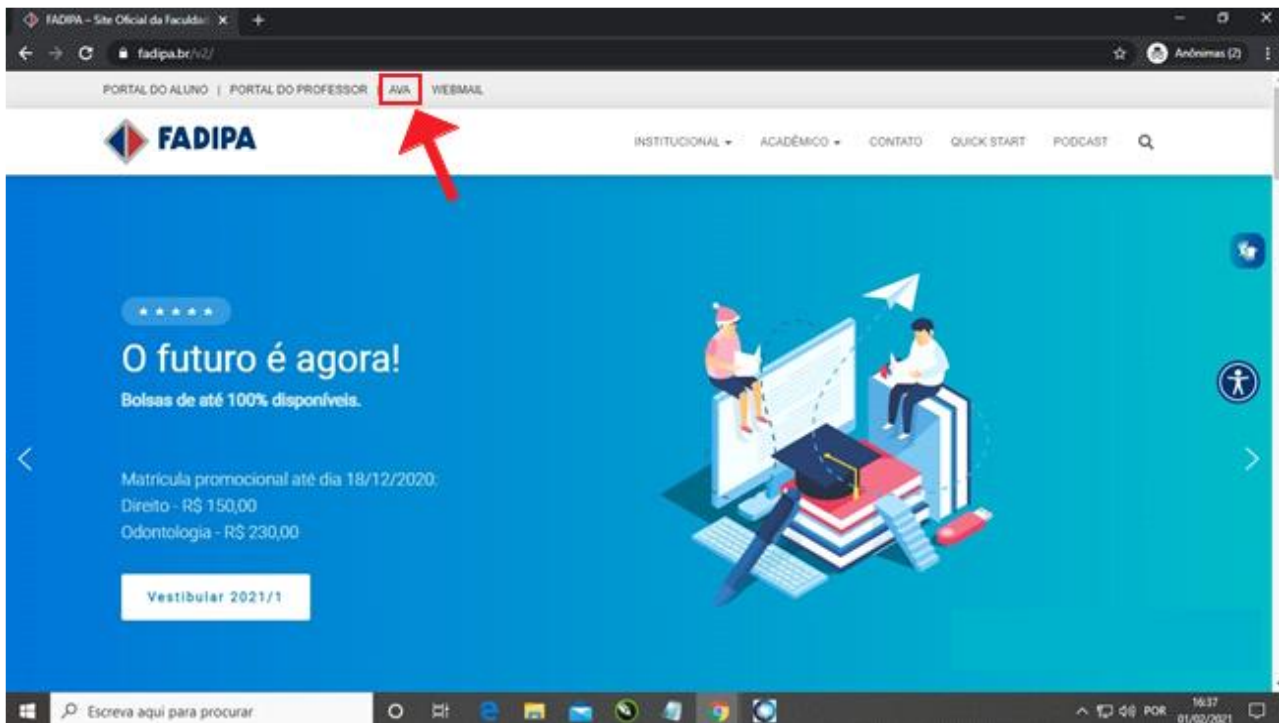 FADIPA – Site Oficial da Faculdad
fadipa.br/v2/
Anônimas (2)
PORTAL DO ALUNO | PORTAL DO PROFESSOR | AVA WEBMAIL
FADIPA
INSTITUCIONAL ACADÊMICO CONTATO QUICK START PODCAST
O futuro é agora!
Bolsas de até 100% disponíveis.
Matrícula promocional até dia 18/12/2020:
Direito - R$ 150,00
Odontologia - R$ 230,00
Vestibular 2021/1
Escreva aqui para procurar
POR
16:37
01/02/2021